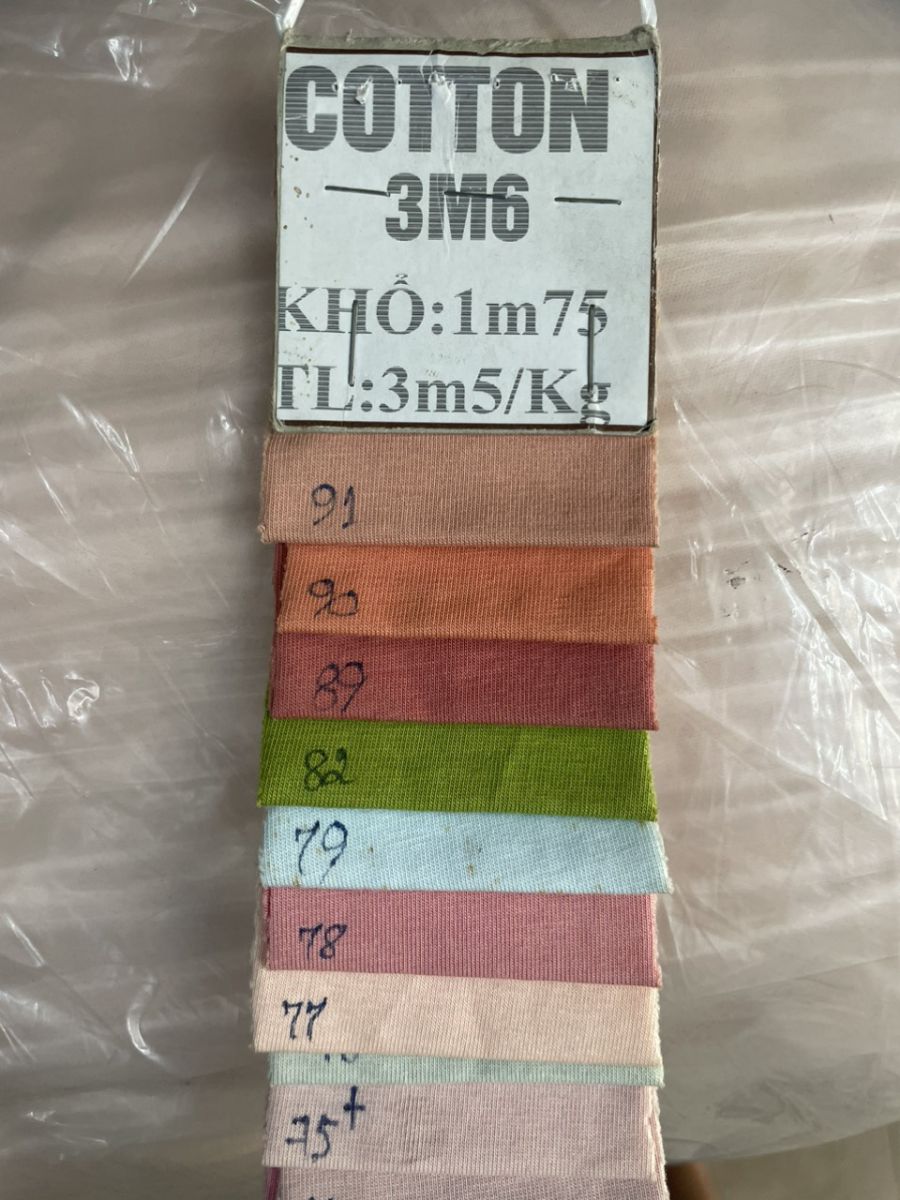 COTTON
3M6
KHỔ:1m75
TL:3m5/Kg
91
90
89
82
79
78
77
75+